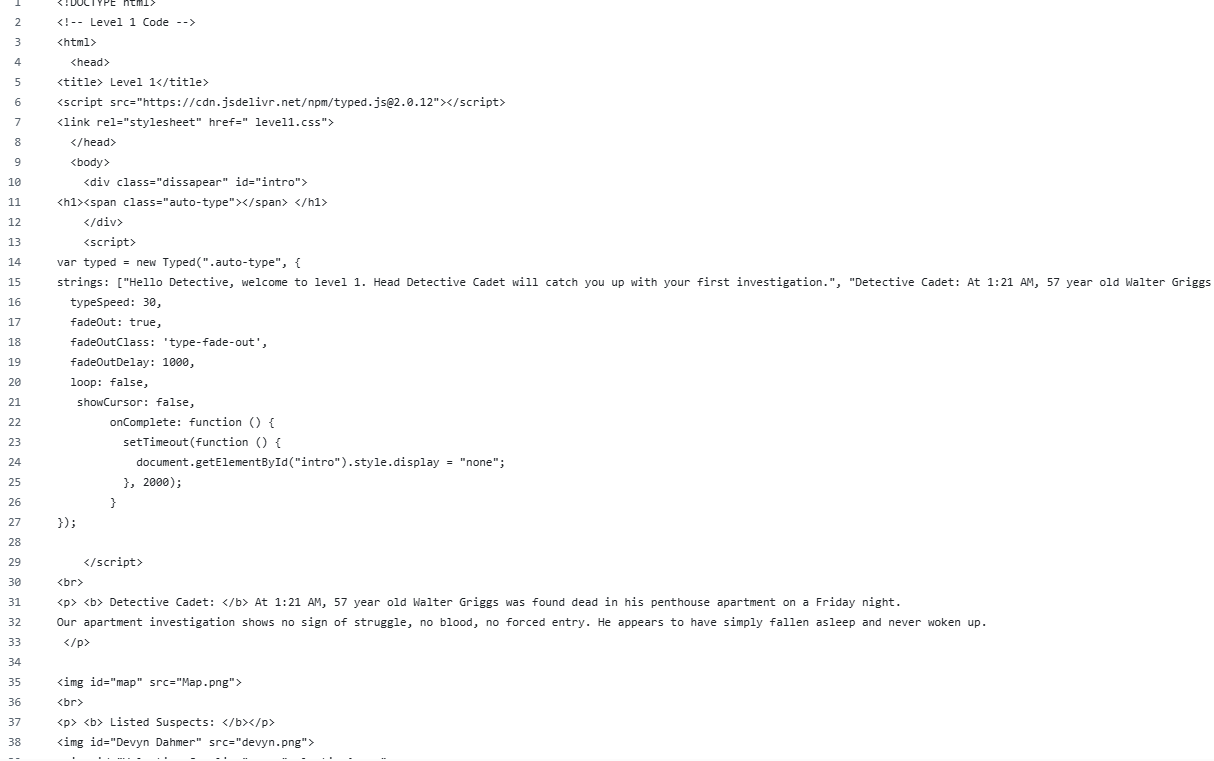 1 <!DOCTYPE html>
2 <!-- Level 1 Code -->
3 <html>
4 <head>
5 <title> Level 1</title>
6 <script src="https://cdn.jsdelivr.net/npm/typed.js@2.0.12"></script>
7 <link rel="stylesheet" href=" level1.css">
8 </head>
9 <body>
10 <div class="dissapear" id="intro">
11 <h1><span class="auto-type"></span> </h1>
12 </div>
13 <script>
14 var typed = new Typed(".auto-type", {
15 strings: ["Hello Detective, welcome to level 1. Head Detective Cadet will catch you up with your first investigation.", "Detective Cadet: At 1:21 AM, 57 year old Walter Griggs
16 typeSpeed: 30,
17 fadeOut: true,
18 fadeOutClass: 'type-fade-out',
19 fadeOutDelay: 1000,
20 loop: false,
21 showCursor: false,
22 onComplete: function () {
23 setTimeout(function () {
24 document.getElementById("intro").style.display = "none";
25 }, 2000);
26 }
27 });
28
29 </script>
30 <br>
31 <p> <b> Detective Cadet: </b> At 1:21 AM, 57 year old Walter Griggs was found dead in his penthouse apartment on a Friday night.
32 Our apartment investigation shows no sign of struggle, no blood, no forced entry. He appears to have simply fallen asleep and never woken up.
33 </p>
34
35 <img id="map" src="Map.png">
36 <br>
37 <p> <b> Listed Suspects: </b></p>
38 <img id="Devyn Dahmer" src="devyn.png">